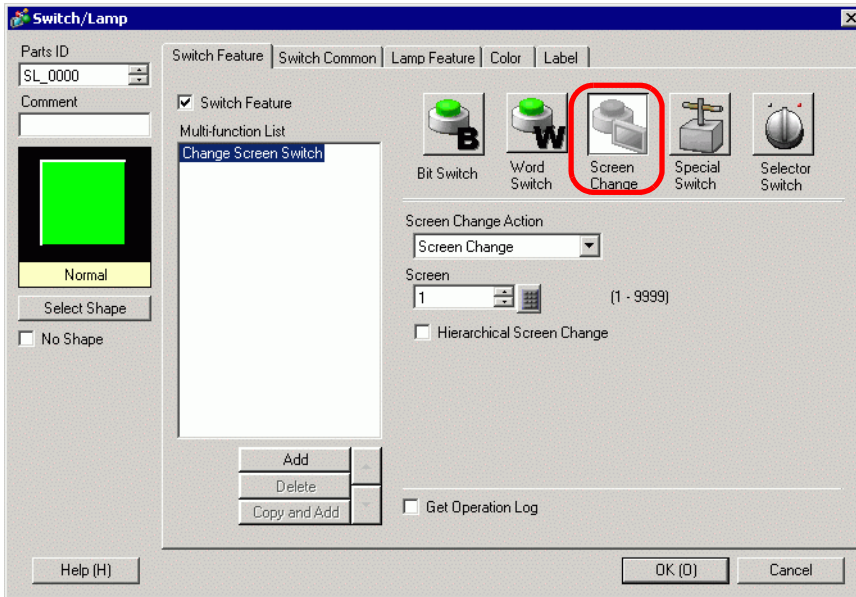 Switch/Lamp
Parts ID
SL_0000
Comment
Normal
Select Shape
No Shape
Switch Feature
Switch Common
Lamp Feature
Color
Label
Switch Feature
Multi-function List
Change Screen Switch
Add
Delete
Copy and Add
B
W
Bit Switch
Word
Switch
Screen
Change
Special
Switch
Selector
Switch
Screen Change Action
Screen Change
Screen
1
(1 - 9999)
Hierarchical Screen Change
Get Operation Log
Help (H)
OK (O)
Cancel